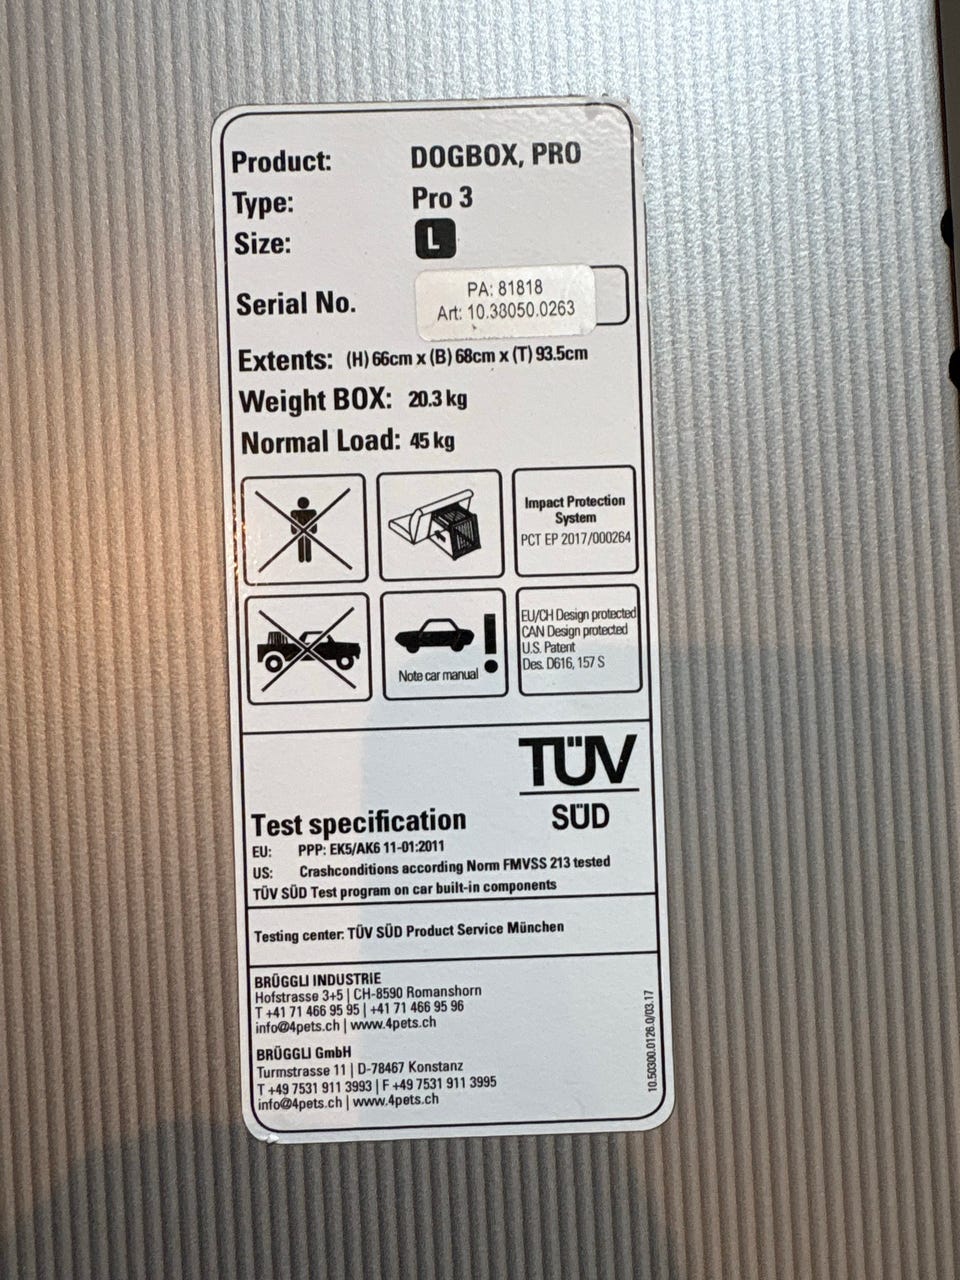 Product: DOGBOX, PRO
Type: Pro 3
Size: L
Serial No. PA: 81818
Art: 10.38050.0263
Extents: (H) 66cm x (B) 68cm x (T) 93.5cm
Weight BOX: 20.3 kg
Normal Load: 45 kg
Impact Protection
System
PCT EP 2017/000264
Note car manual
EU/CH Design protected
CAN Design protected
U.S. Patent
Des. D616, 157 S
TÜV
SÜD
Test specification
EU: PPP: EK5/AK6 11-01:2011
US: Crashconditions according Norm FMVSS 213 tested
TÜV SÜD Test program on car built-in components
Testing center: TÜV SÜD Product Service München
BRÜGGLI INDUSTRIE
Hofstrasse 3+5 | CH-8590 Romanshorn
T +41 71 466 95 95 | +41 71 466 95 96
info@4pets.ch | www.4pets.ch
BRÜGGLI GmbH
Turmstrasse 11 | D-78467 Konstanz
T +49 7531 911 3993 | F +49 7531 911 3995
info@4pets.ch | www.4pets.ch
10.50300.0126.0/03.17